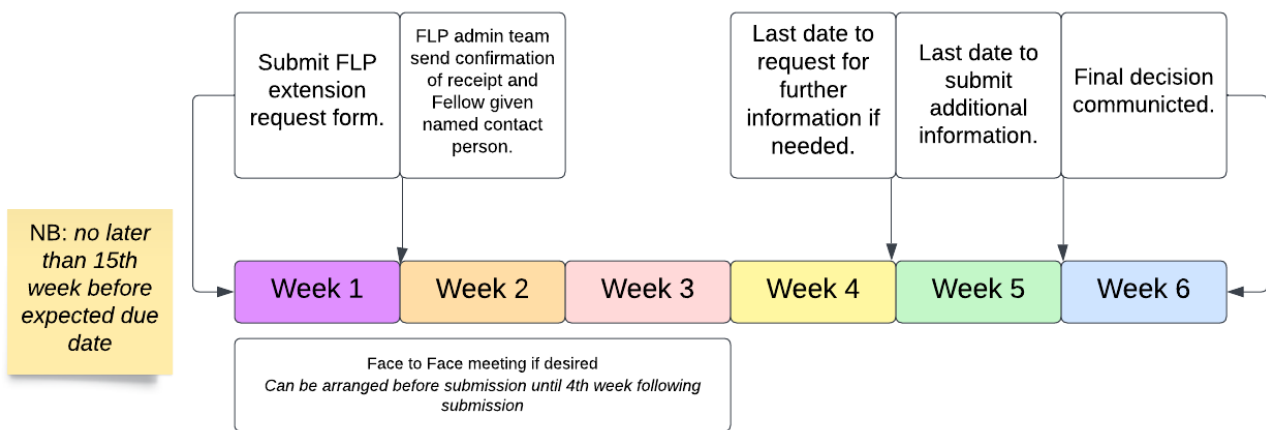 Submit FLP
extension
request form.
FLP admin team
send confirmation
of receipt and
Fellow given
named contact
person.
Last date to
request for
further
information if
needed.
Last date to
submit
additional
information.
Final decision
communicted.
NB: no later
than 15th
week before
expected due
date
Week 1
Week 2
Week 3
Week 4
Week 5
Week 6
Face to Face meeting if desired
Can be arranged before submission until 4th week following
submission